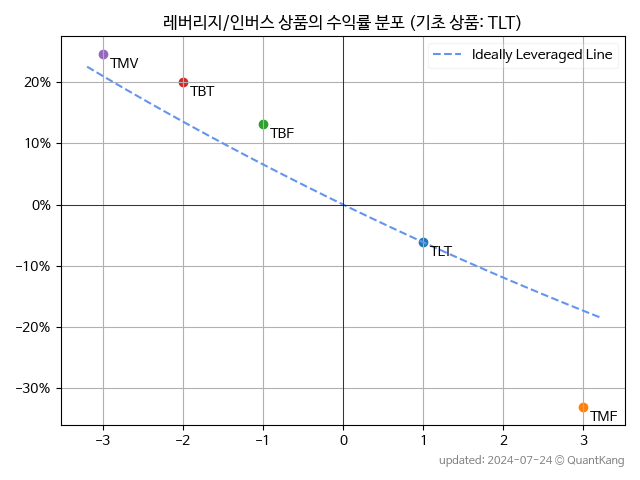 레버리지/인버스 상품의 수익률 분포 (기초 상품: TLT)
Ideally Leveraged Line
TMV
TBT
TBF
TLT
TMF
20%
10%
0%
−10%
−20%
−30%
−3 −2 −1 0 1 2 3
updated: 2024-07-24 © QuantKang